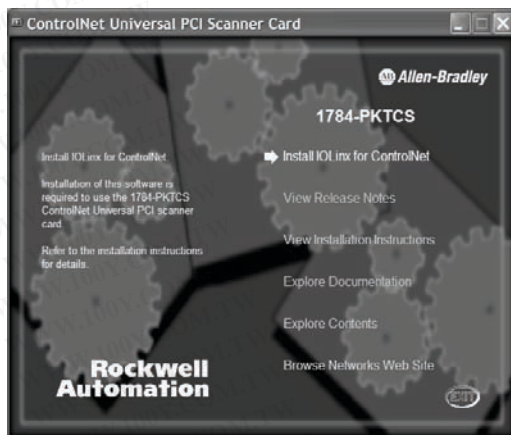 ControlNet Universal PCI Scanner Card
AB Allen-Bradley
1784-PKTCS
Install IOLinx for ControlNet
Installation of this software is
required to use the 1784-PKTCS
ControlNet Universal PCI scanner
card.
Refer to the installation instructions
for details.
Install IOLinx for ControlNet
View Release Notes
View Installation Instructions
Explore Documentation
Explore Contents
Browse Networks Web Site
Rockwell
Automation
EXIT